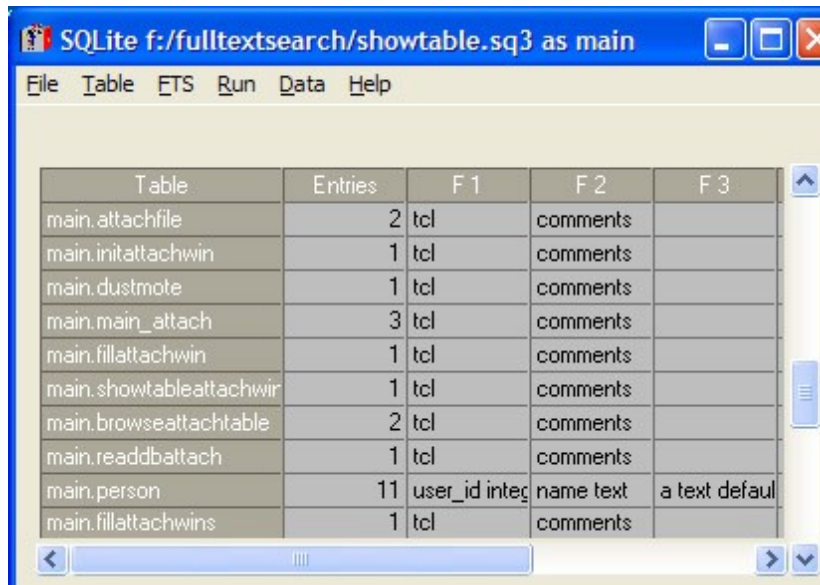 SQLite f:/fulltextsearch/showtable.sq3 as main
File Table FTS Run Data Help
Table Entries F 1 F 2 F 3
main.attachfile 2 tcl comments
main.initattachwin 1 tcl comments
main.dustmote 1 tcl comments
main.main_attach 3 tcl comments
main.fillattachwin 1 tcl comments
main.showtableattachwir 1 tcl comments
main.browseattachtable 2 tcl comments
main.readdbattach 1 tcl comments
main.person 11 user_id integ name text a text defaul
main.fillattachwins 1 tcl comments